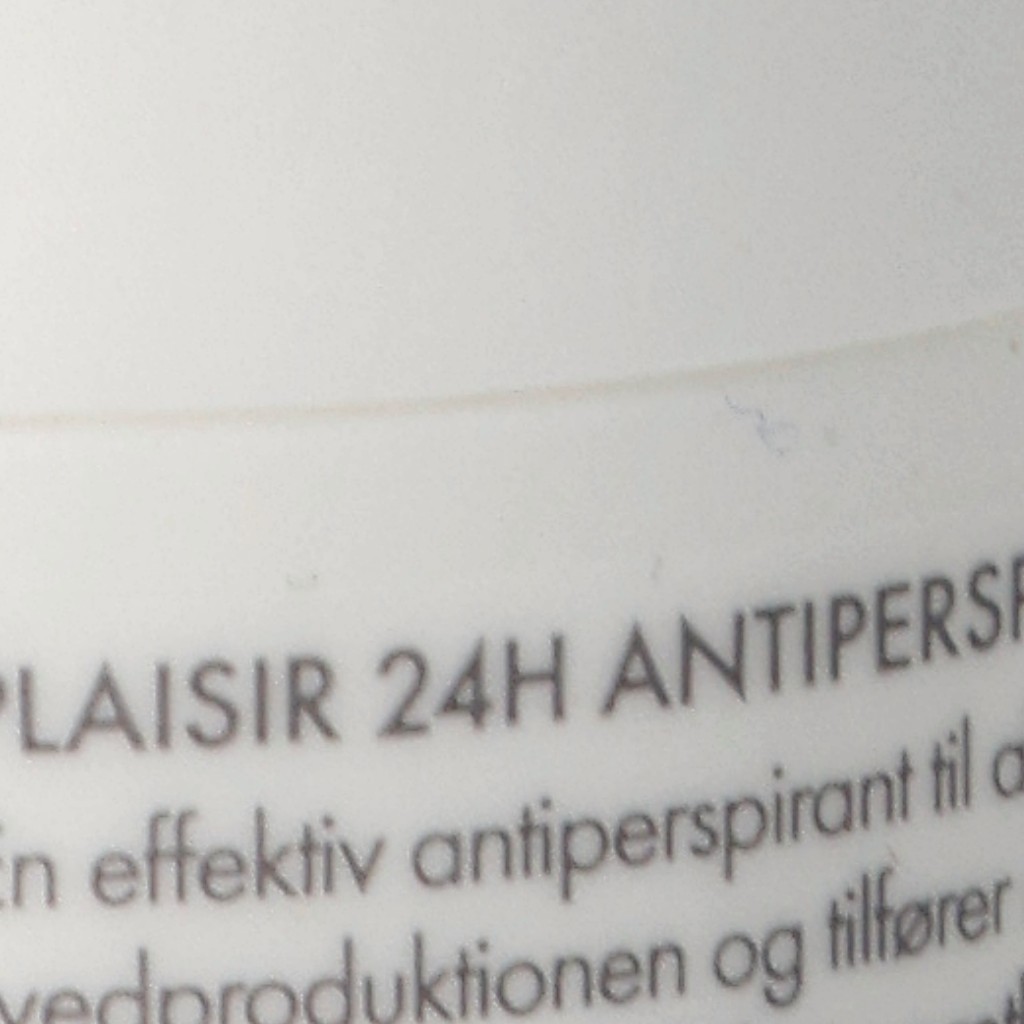 PLAISIR 24H ANTIPERSP
En effektiv antiperspirant til a
vedproduktionen og tilfører